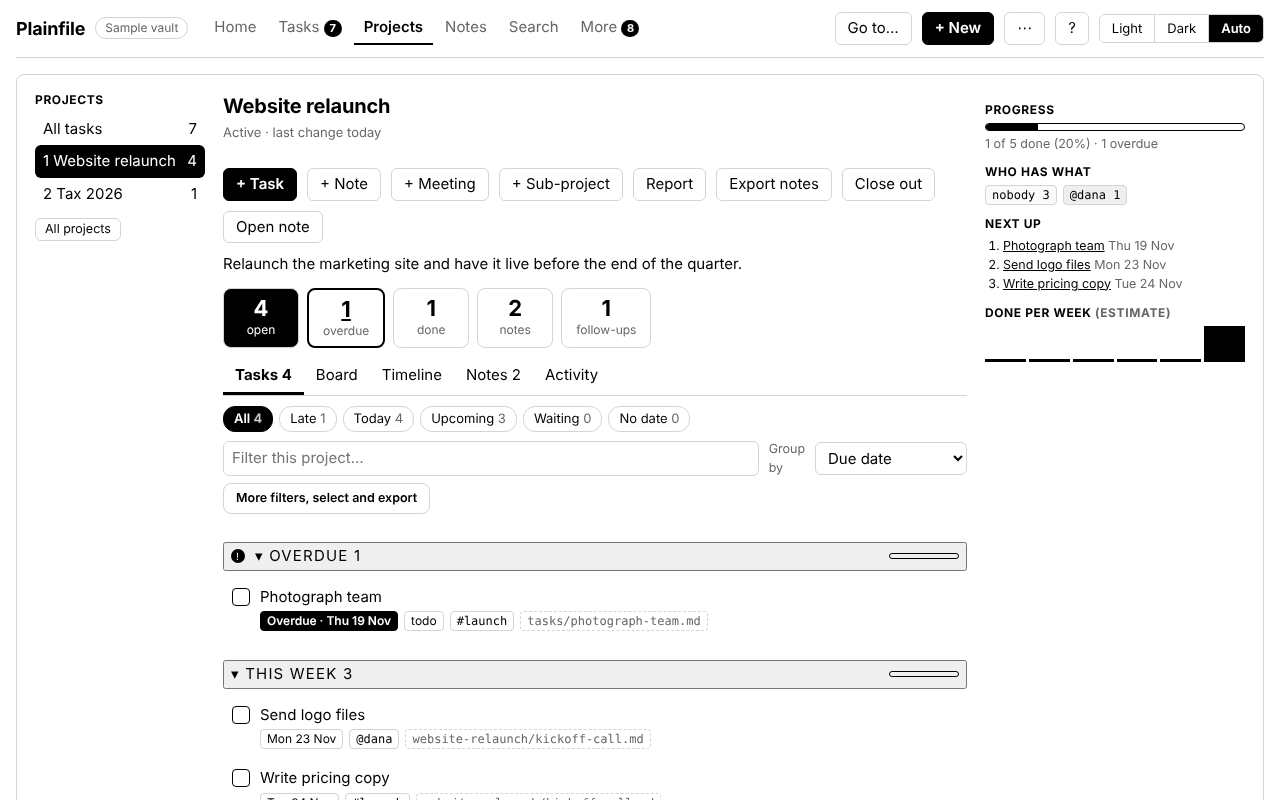 Plainfile Sample vault Home Tasks 7 Projects Notes Search More 8 Go to... + New ··· ? Light Dark Auto
PROJECTS
All tasks 7
1 Website relaunch 4
2 Tax 2026 1
All projects
Website relaunch
Active · last change today
+ Task + Note + Meeting + Sub-project Report Export notes Close out
Open note
Relaunch the marketing site and have it live before the end of the quarter.
4 open
1 overdue
1 done
2 notes
1 follow-ups
Tasks 4 Board Timeline Notes 2 Activity
All 4 Late 1 Today 4 Upcoming 3 Waiting 0 No date 0
Filter this project... Group by Due date
More filters, select and export
! ▾ OVERDUE 1
Photograph team
Overdue · Thu 19 Nov todo #launch tasks/photograph-team.md
▾ THIS WEEK 3
Send logo files
Mon 23 Nov @dana website-relaunch/kickoff-call.md
Write pricing copy
PROGRESS
1 of 5 done (20%) · 1 overdue
WHO HAS WHAT
nobody 3 @dana 1
NEXT UP
1. Photograph team Thu 19 Nov
2. Send logo files Mon 23 Nov
3. Write pricing copy Tue 24 Nov
DONE PER WEEK (ESTIMATE)